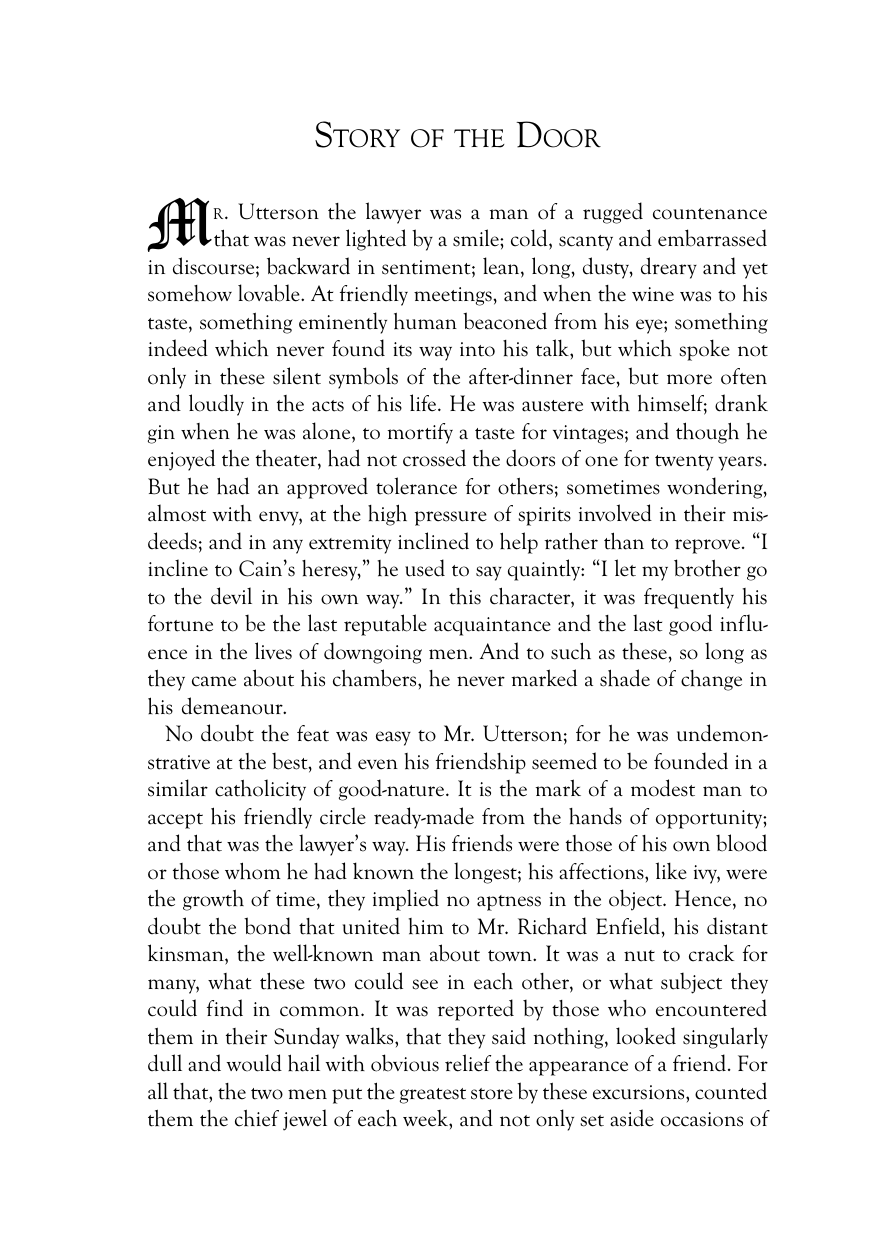 STORY OF THE DOOR
MR. Utterson the lawyer was a man of a rugged countenance
that was never lighted by a smile; cold, scanty and embarrassed
in discourse; backward in sentiment; lean, long, dusty, dreary and yet
somehow lovable. At friendly meetings, and when the wine was to his
taste, something eminently human beaconed from his eye; something
indeed which never found its way into his talk, but which spoke not
only in these silent symbols of the after-dinner face, but more often
and loudly in the acts of his life. He was austere with himself; drank
gin when he was alone, to mortify a taste for vintages; and though he
enjoyed the theater, had not crossed the doors of one for twenty years.
But he had an approved tolerance for others; sometimes wondering,
almost with envy, at the high pressure of spirits involved in their mis-
deeds; and in any extremity inclined to help rather than to reprove. “I
incline to Cain’s heresy,” he used to say quaintly: “I let my brother go
to the devil in his own way.” In this character, it was frequently his
fortune to be the last reputable acquaintance and the last good influ-
ence in the lives of downgoing men. And to such as these, so long as
they came about his chambers, he never marked a shade of change in
his demeanour.
No doubt the feat was easy to Mr. Utterson; for he was undemon-
strative at the best, and even his friendship seemed to be founded in a
similar catholicity of good-nature. It is the mark of a modest man to
accept his friendly circle ready-made from the hands of opportunity;
and that was the lawyer’s way. His friends were those of his own blood
or those whom he had known the longest; his affections, like ivy, were
the growth of time, they implied no aptness in the object. Hence, no
doubt the bond that united him to Mr. Richard Enfield, his distant
kinsman, the well-known man about town. It was a nut to crack for
many, what these two could see in each other, or what subject they
could find in common. It was reported by those who encountered
them in their Sunday walks, that they said nothing, looked singularly
dull and would hail with obvious relief the appearance of a friend. For
all that, the two men put the greatest store by these excursions, counted
them the chief jewel of each week, and not only set aside occasions of